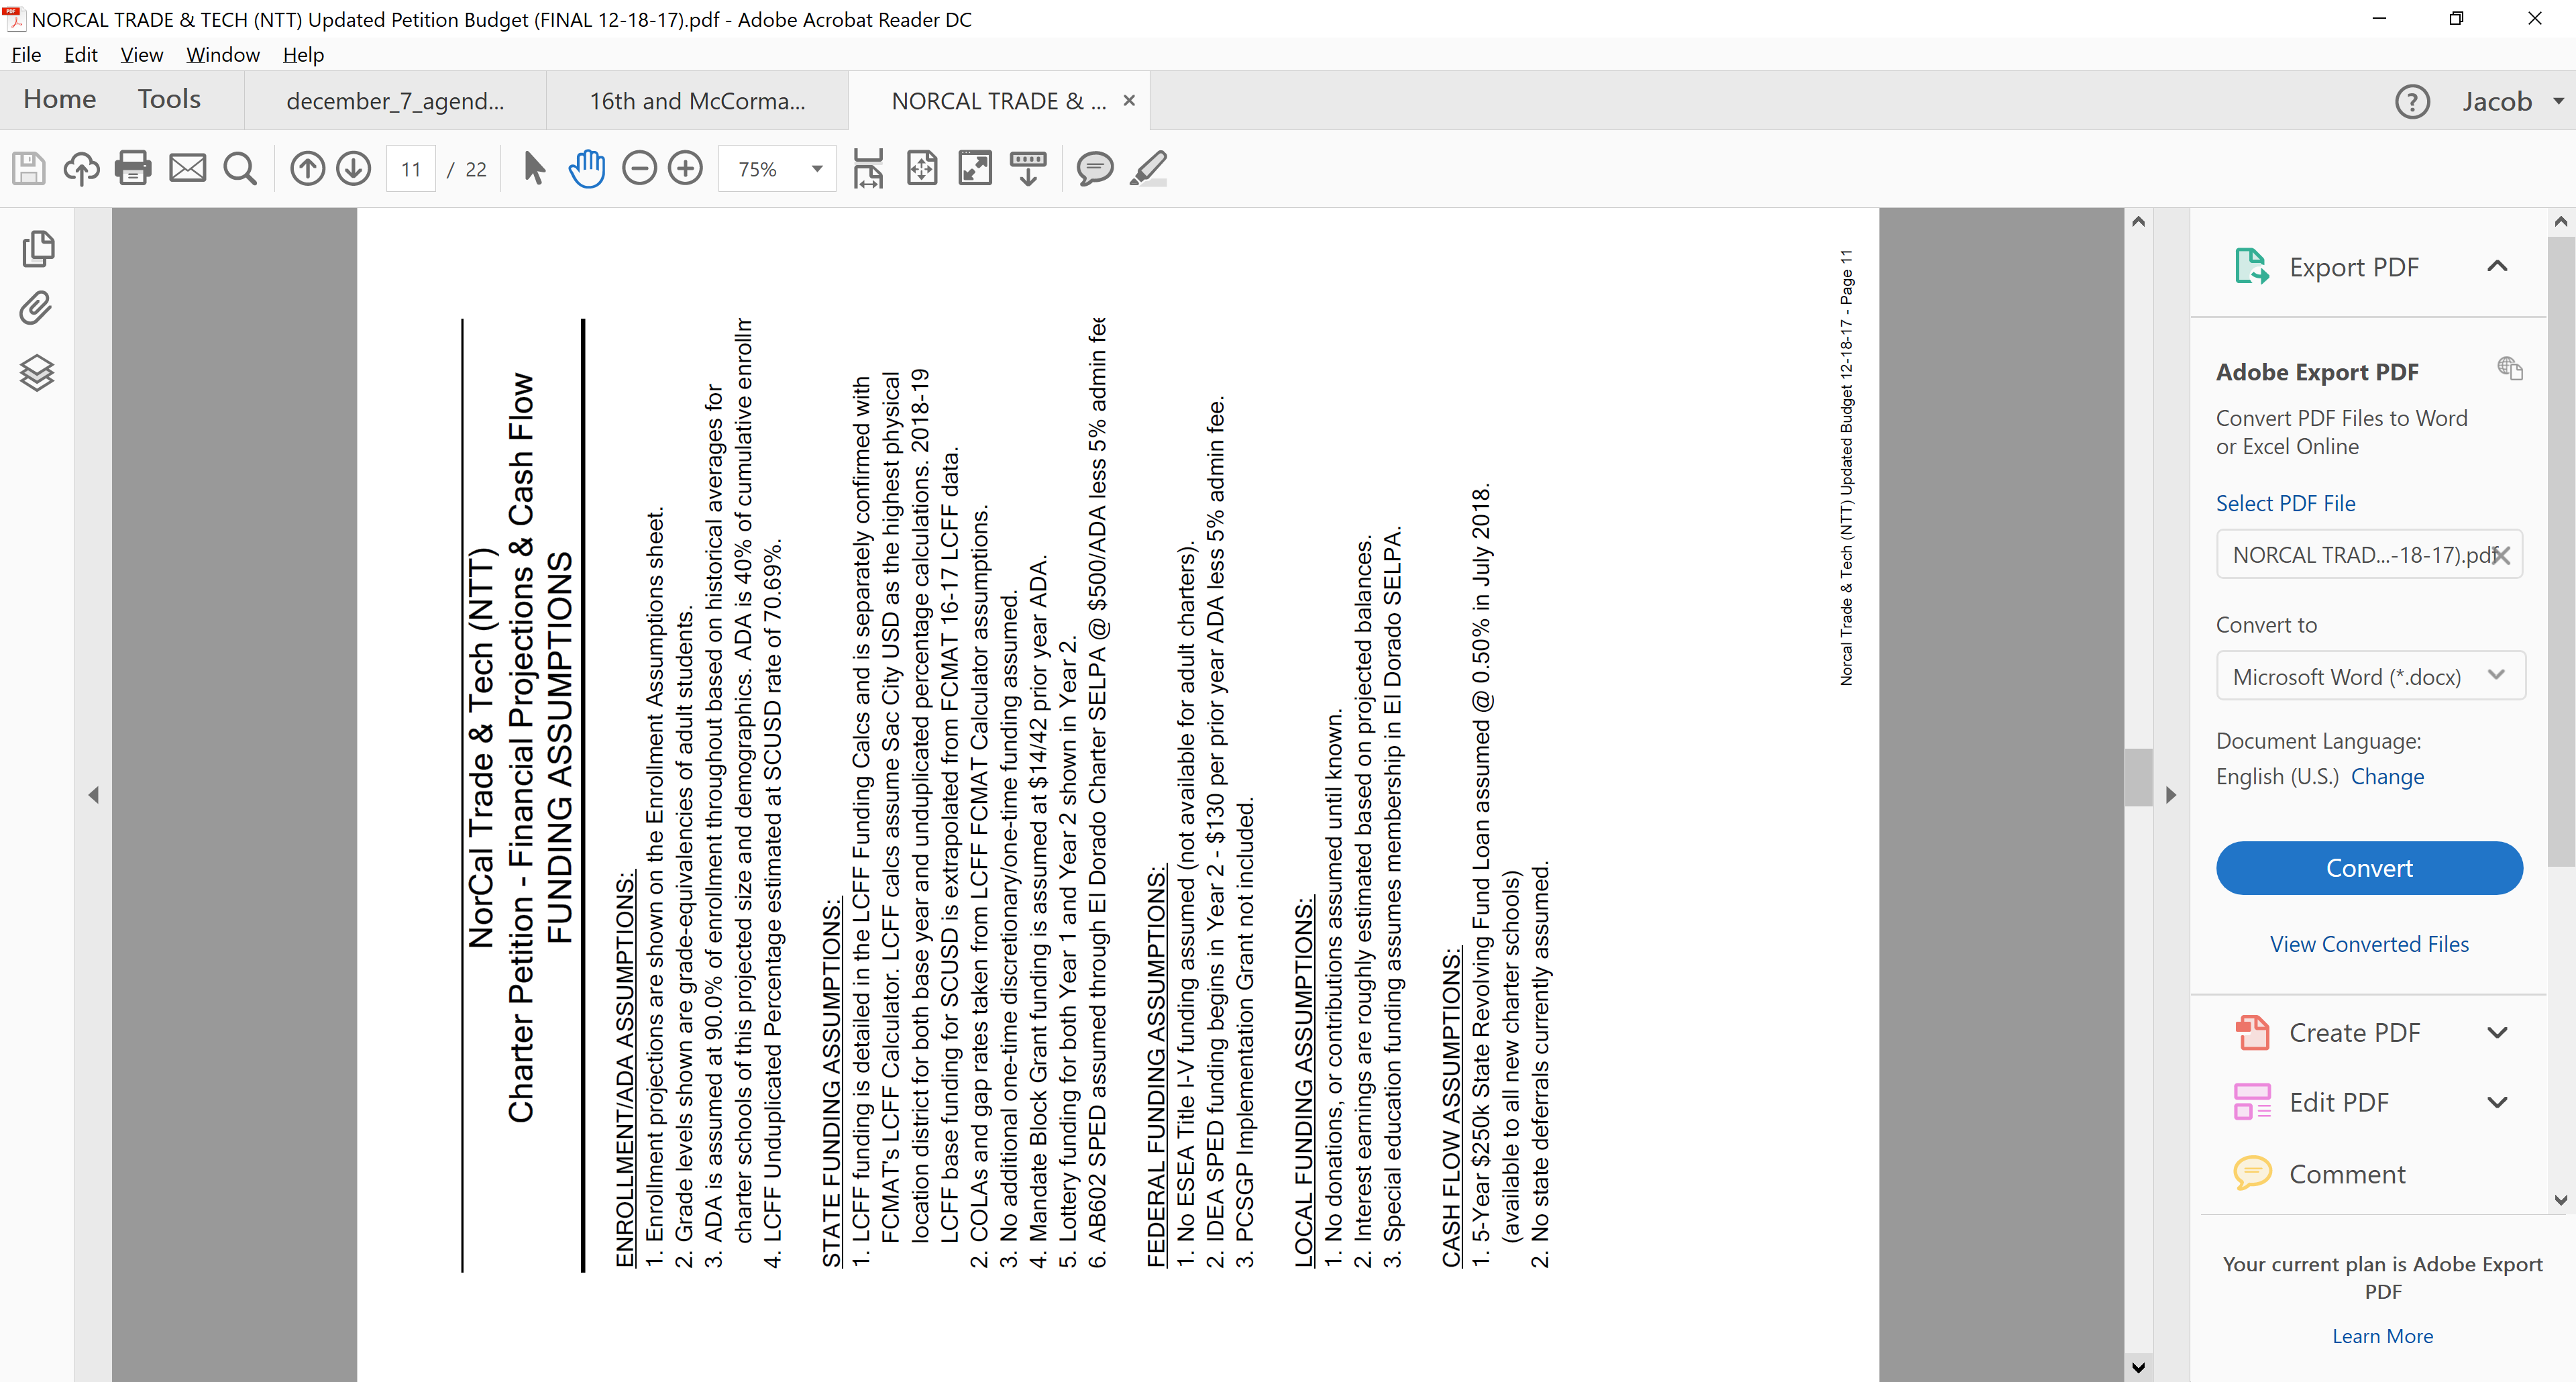 NORCAL TRADE & TECH (NTT) Updated Petition Budget (FINAL 12-18-17).pdf - Adobe Acrobat Reader DC
File Edit View Window Help
Home Tools december_7_agend... 16th and McCorma... NORCAL TRADE & ... Jacob
11 / 22 75%
NorCal Trade & Tech (NTT)
Charter Petition - Financial Projections & Cash Flow
FUNDING ASSUMPTIONS
ENROLLMENT/ADA ASSUMPTIONS:
1. Enrollment projections are shown on the Enrollment Assumptions sheet.
2. Grade levels shown are grade-equivalencies of adult students.
3. ADA is assumed at 90.0% of enrollment throughout based on historical averages for
charter schools of this projected size and demographics. ADA is 40% of cumulative enrollm
4. LCFF Unduplicated Percentage estimated at SCUSD rate of 70.69%.
STATE FUNDING ASSUMPTIONS:
1. LCFF funding is detailed in the LCFF Funding Calcs and is separately confirmed with
FCMAT's LCFF Calculator. LCFF calcs assume Sac City USD as the highest physical
location district for both base year and unduplicated percentage calculations. 2018-19
LCFF base funding for SCUSD is extrapolated from FCMAT 16-17 LCFF data.
2. COLAs and gap rates taken from LCFF FCMAT Calculator assumptions.
3. No additional one-time discretionary/one-time funding assumed.
4. Mandate Block Grant funding is assumed at $14/42 prior year ADA.
5. Lottery funding for both Year 1 and Year 2 shown in Year 2.
6. AB602 SPED assumed through El Dorado Charter SELPA @ $500/ADA less 5% admin fee
FEDERAL FUNDING ASSUMPTIONS:
1. No ESEA Title I-V funding assumed (not available for adult charters).
2. IDEA SPED funding begins in Year 2 - $130 per prior year ADA less 5% admin fee.
3. PCSGP Implementation Grant not included.
LOCAL FUNDING ASSUMPTIONS:
1. No donations, or contributions assumed until known.
2. Interest earnings are roughly estimated based on projected balances.
3. Special education funding assumes membership in El Dorado SELPA.
CASH FLOW ASSUMPTIONS:
1. 5-Year $250k State Revolving Fund Loan assumed @ 0.50% in July 2018.
(available to all new charter schools)
2. No state deferrals currently assumed.
Norcal Trade & Tech (NTT) Updated Budget 12-18-17 - Page 11
Export PDF
Adobe Export PDF
Convert PDF Files to Word
or Excel Online
Select PDF File
NORCAL TRAD...-18-17).pdf
Convert to
Microsoft Word (*.docx)
Document Language:
English (U.S.) Change
Convert
View Converted Files
Create PDF
Edit PDF
Comment
Your current plan is Adobe Export
PDF
Learn More